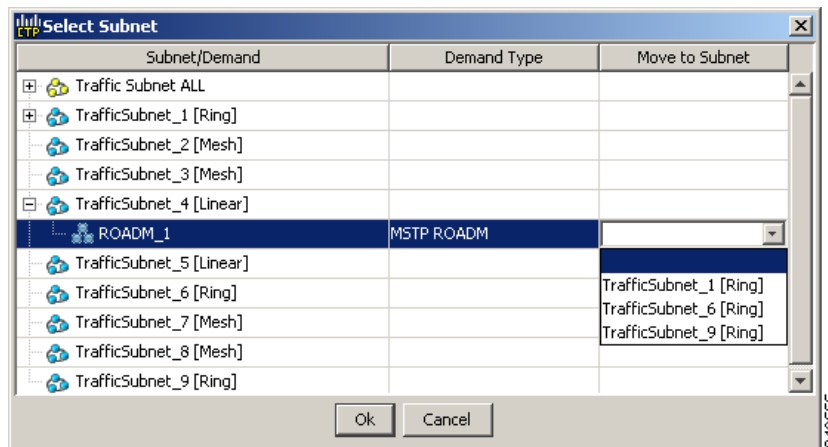 CTP Select Subnet
Subnet/Demand Demand Type Move to Subnet
Traffic Subnet ALL
TrafficSubnet_1 [Ring]
TrafficSubnet_2 [Mesh]
TrafficSubnet_3 [Mesh]
TrafficSubnet_4 [Linear]
ROADM_1 MSTP ROADM
TrafficSubnet_5 [Linear]
TrafficSubnet_6 [Ring]
TrafficSubnet_7 [Mesh]
TrafficSubnet_8 [Mesh]
TrafficSubnet_9 [Ring]
TrafficSubnet_1 [Ring]
TrafficSubnet_6 [Ring]
TrafficSubnet_9 [Ring]
Ok Cancel